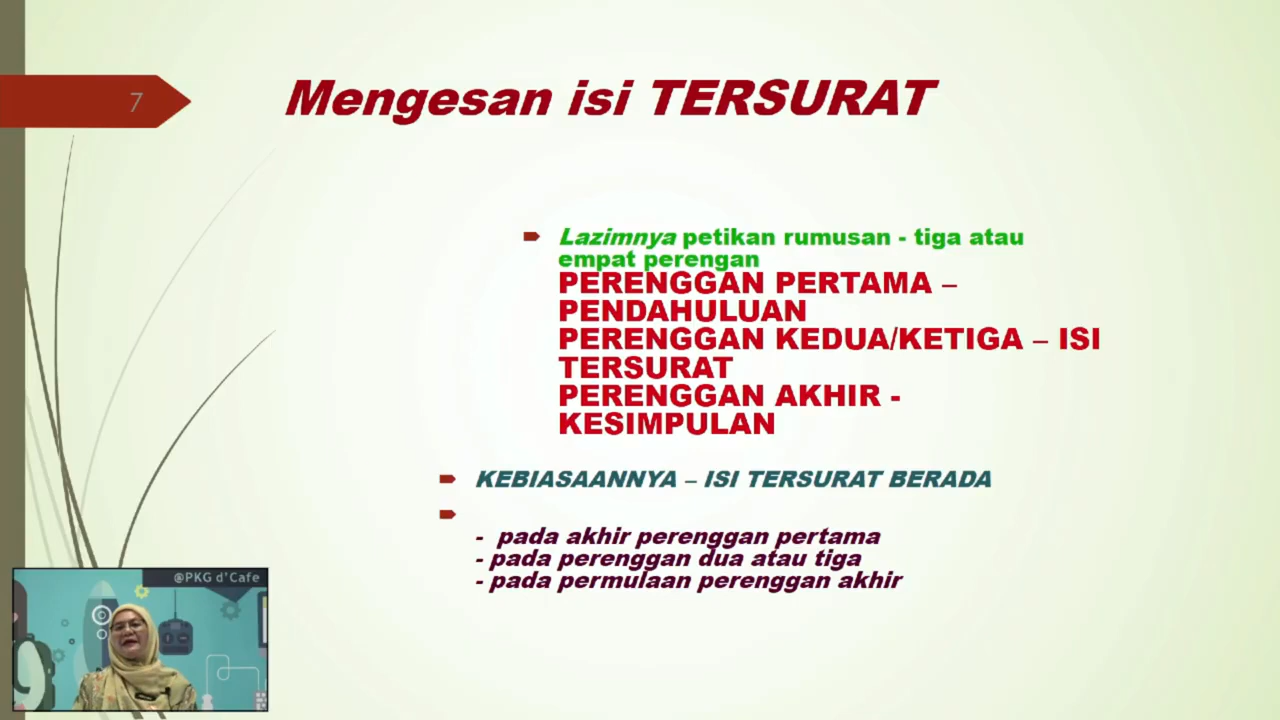 7
Mengesan isi TERSURAT
Lazimnya petikan rumusan - tiga atau
empat perengan
PERENGGAN PERTAMA –
PENDAHULUAN
PERENGGAN KEDUA/KETIGA – ISI
TERSURAT
PERENGGAN AKHIR -
KESIMPULAN
KEBIASAANNYA – ISI TERSURAT BERADA
- pada akhir perenggan pertama
- pada perenggan dua atau tiga
- pada permulaan perenggan akhir
@PKG d'Cafe